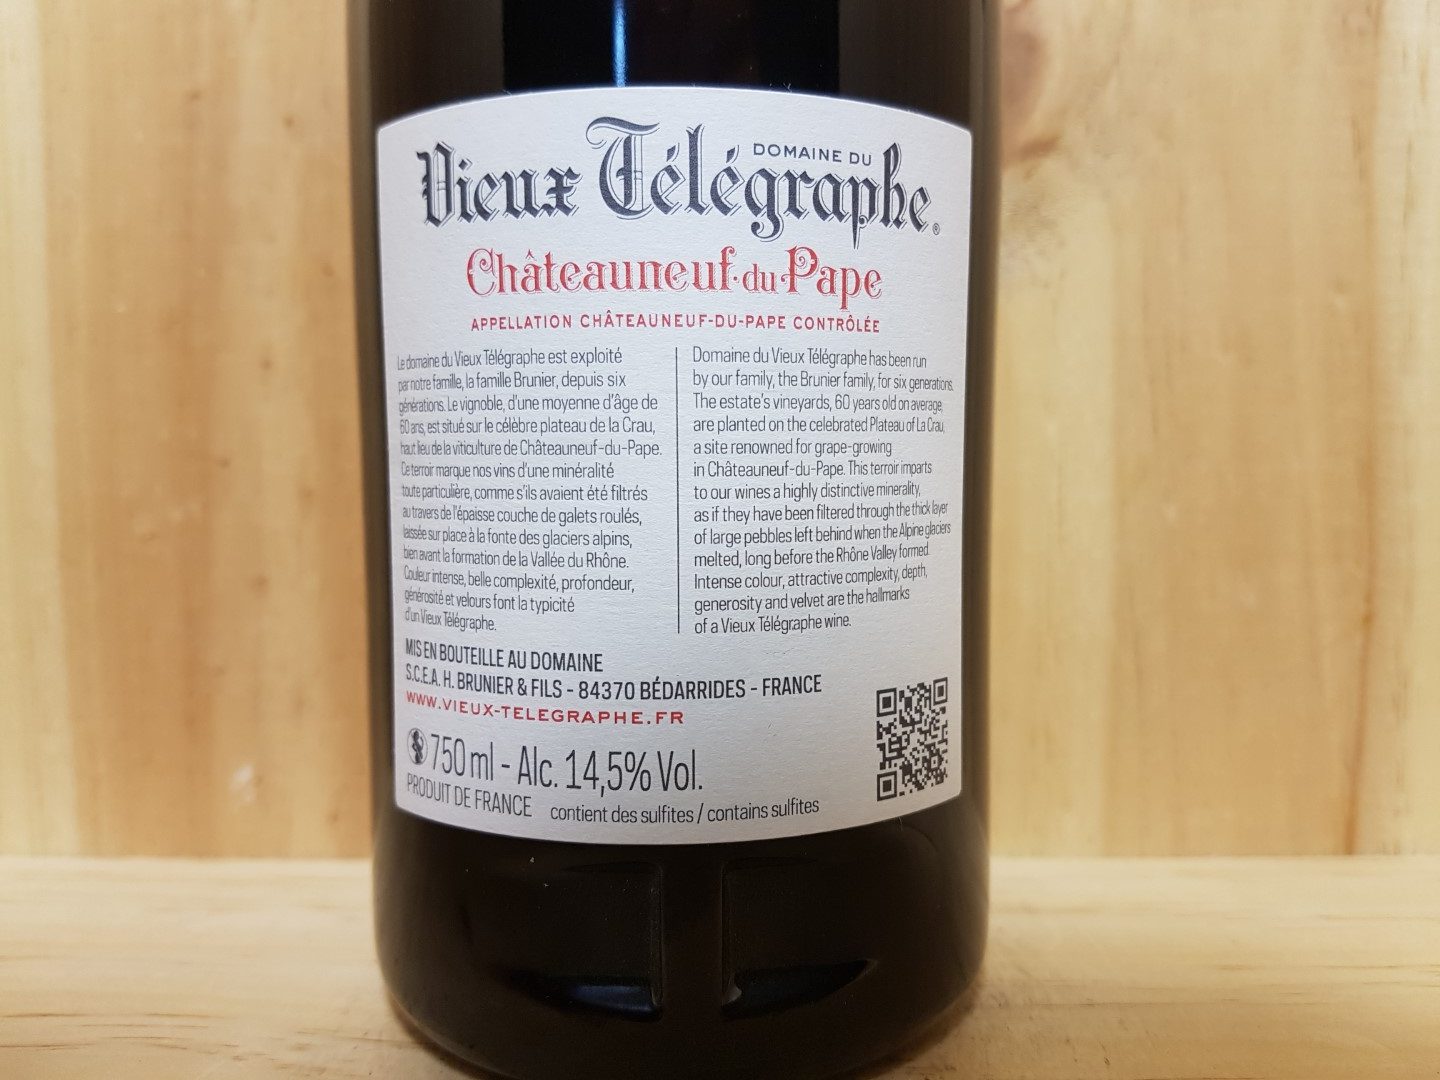 DOMAINE DU
Vieux Télégraphe®
Châteauneuf-du-Pape
APPELLATION CHÂTEAUNEUF-DU-PAPE CONTRÔLÉE
Le domaine du Vieux Télégraphe est exploité
par notre famille, la famille Brunier, depuis six
générations. Le vignoble, d'une moyenne d'âge de
60 ans, est situé sur le célèbre plateau de la Crau,
haut lieu de la viticulture de Châteauneuf-du-Pape.
Ce terroir marque nos vins d'une minéralité
toute particulière, comme s'ils avaient été filtrés
au travers de l'épaisse couche de galets roulés,
laissée sur place à la fonte des glaciers alpins,
bien avant la formation de la Vallée du Rhône.
Couleur intense, belle complexité, profondeur,
générosité et velours font la typicité
d'un Vieux Télégraphe.
Domaine du Vieux Télégraphe has been run
by our family, the Brunier family, for six generations.
The estate's vineyards, 60 years old on average,
are planted on the celebrated Plateau of La Crau,
a site renowned for grape-growing
in Châteauneuf-du-Pape. This terroir imparts
to our wines a highly distinctive minerality,
as if they have been filtered through the thick layer
of large pebbles left behind when the Alpine glaciers
melted, long before the Rhône Valley formed.
Intense colour, attractive complexity, depth,
generosity and velvet are the hallmarks
of a Vieux Télégraphe wine.
MIS EN BOUTEILLE AU DOMAINE
S.C.E.A. H. BRUNIER & FILS - 84370 BÉDARRIDES - FRANCE
WWW.VIEUX-TELEGRAPHE.FR
750 ml - Alc. 14,5% Vol.
PRODUIT DE FRANCE contient des sulfites / contains sulfites